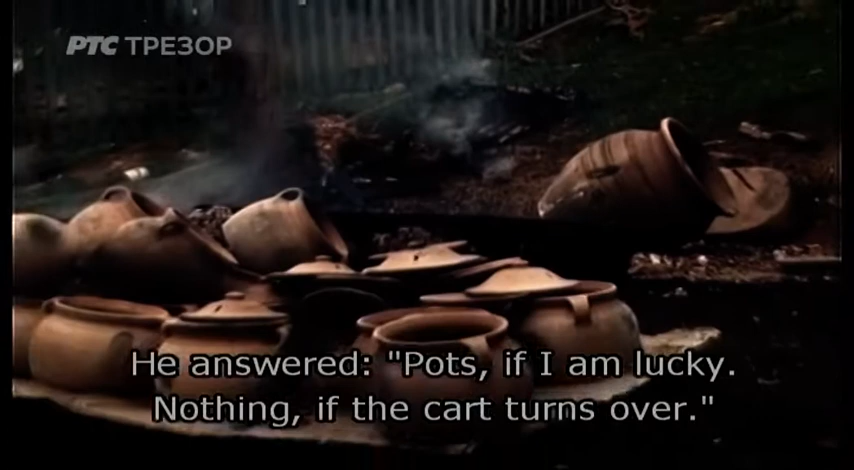 РТС ТРЕЗОР
He answered: "Pots, if I am lucky.
Nothing, if the cart turns over."